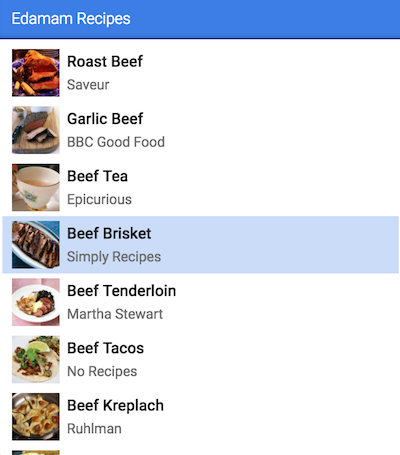 Edamam Recipes
Roast Beef
Saveur
Garlic Beef
BBC Good Food
Beef Tea
Epicurious
Beef Brisket
Simply Recipes
Beef Tenderloin
Martha Stewart
Beef Tacos
No Recipes
Beef Kreplach
Ruhlman